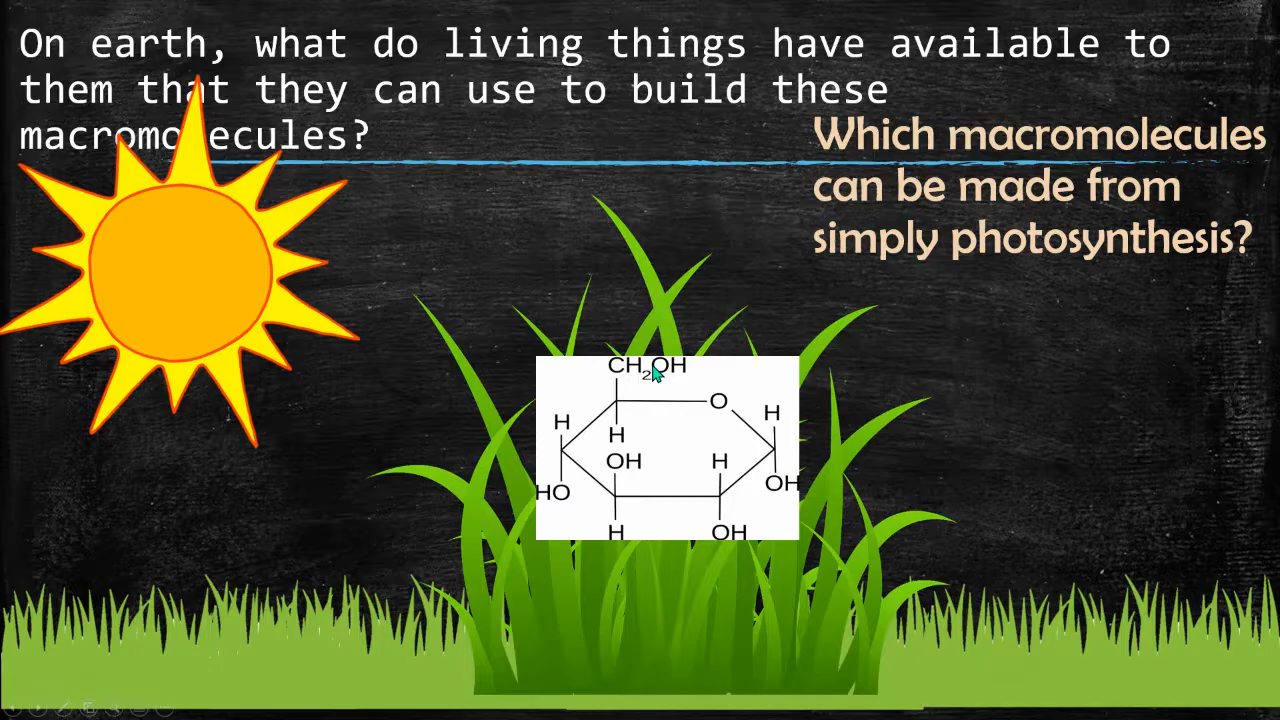 On earth, what do living things have available to
them that they can use to build these
macromolecules?
Which macromolecules
can be made from
simply photosynthesis?
CH2OH
O
H
H
H
OH
H
HO
OH
H
OH